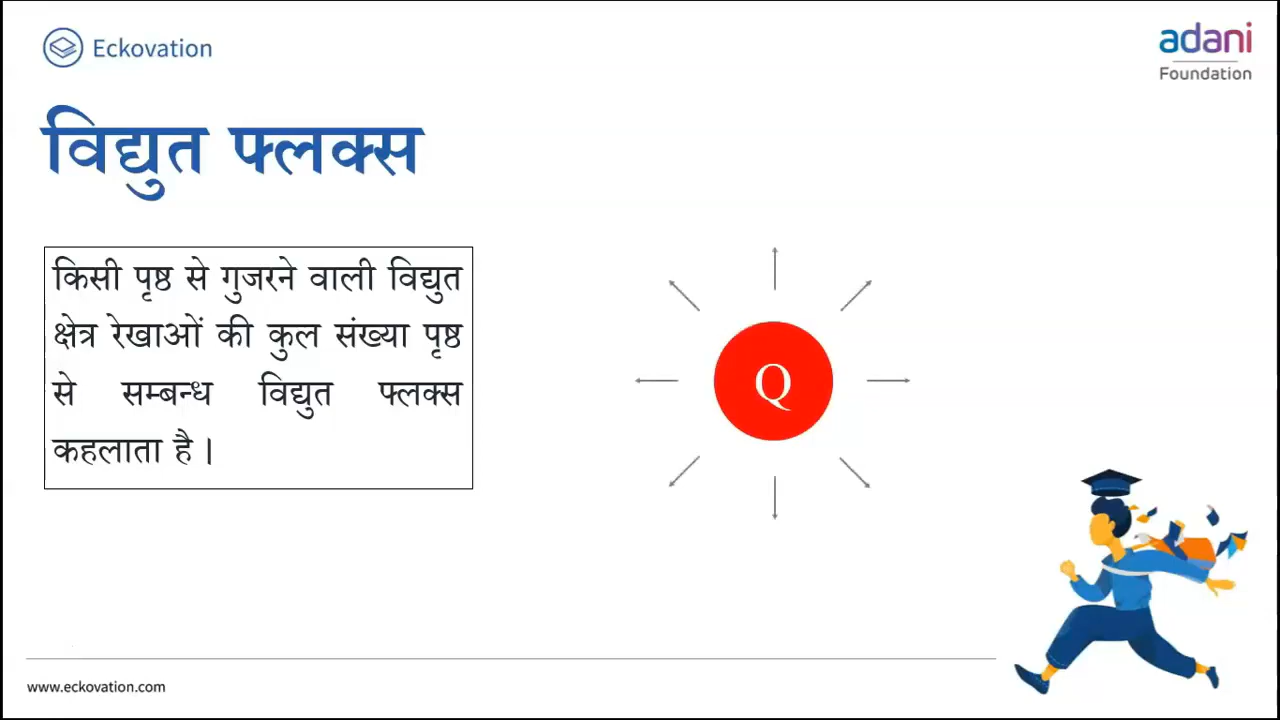 Eckovation
adani
Foundation
विद्युत फ्लक्स
किसी पृष्ठ से गुजरने वाली विद्युत
क्षेत्र रेखाओं की कुल संख्या पृष्ठ
से सम्बन्ध विद्युत फ्लक्स
कहलाता है।
Q
www.eckovation.com